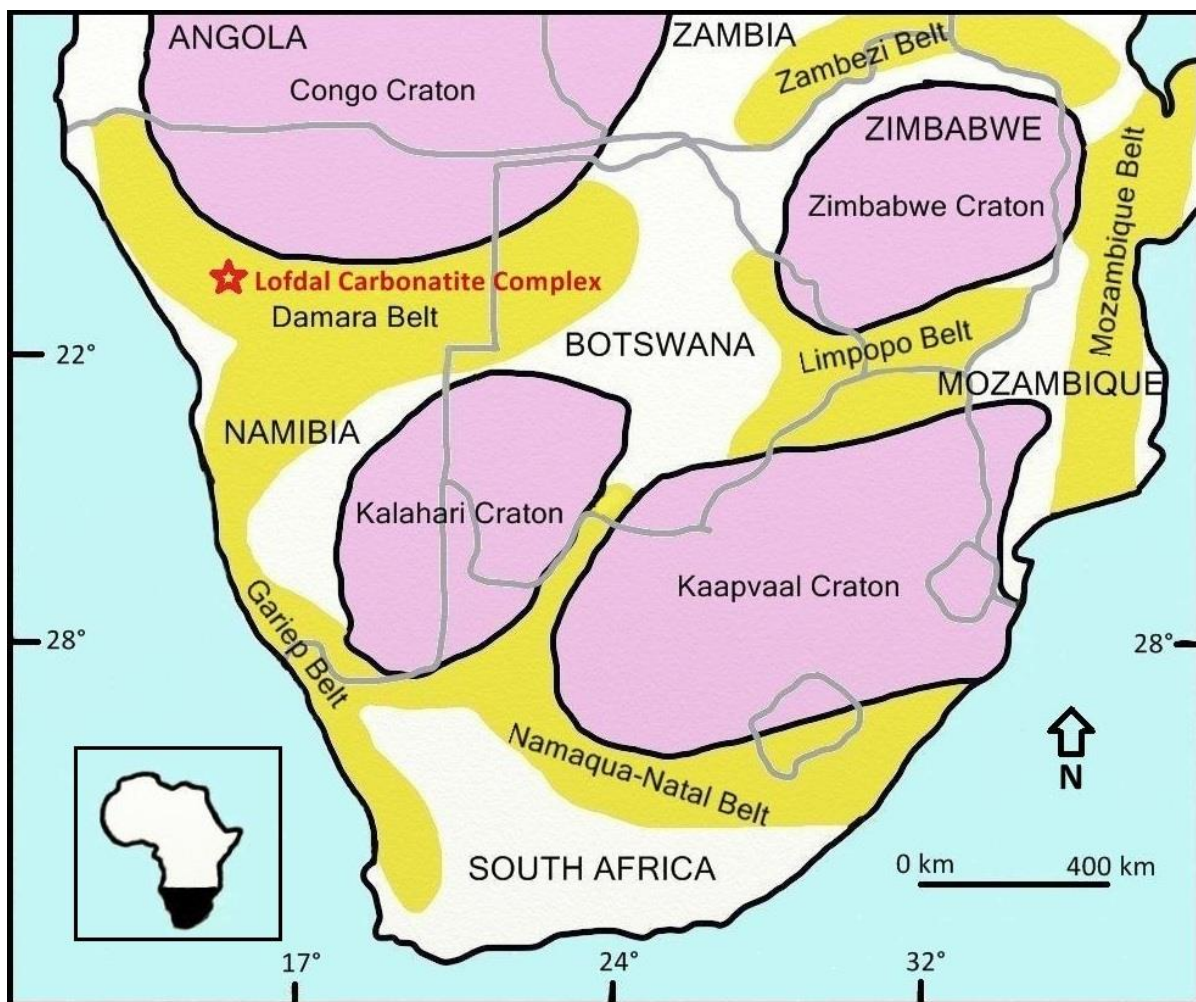 ANGOLA
ZAMBIA
Zambezi Belt
Congo Craton
ZIMBABWE
Mozambique Belt
Zimbabwe Craton
Lofdal Carbonatite Complex
Damara Belt
BOTSWANA
Limpopo Belt
22°
MOZAMBIQUE
NAMIBIA
Kalahari Craton
Kaapvaal Craton
Gariep Belt
28°
28°
Namaqua-Natal Belt
N
SOUTH AFRICA
0 km
400 km
17°
24°
32°